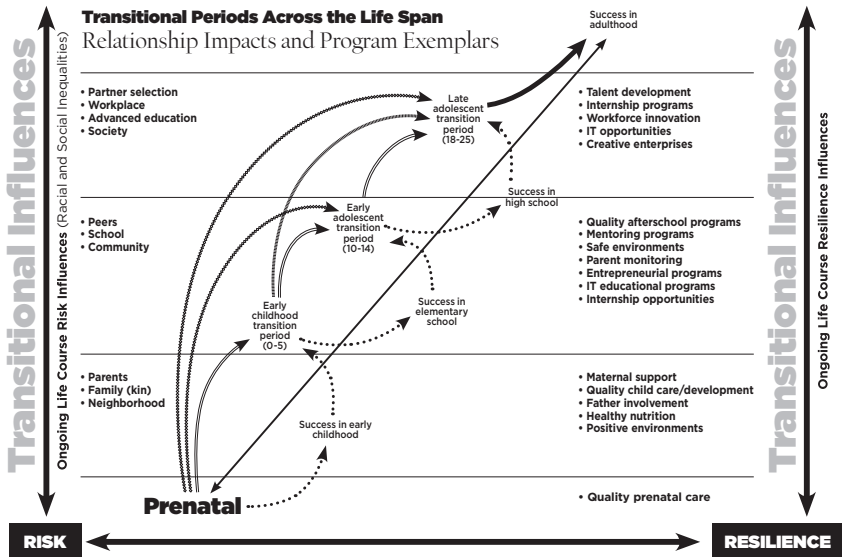 Transitional Periods Across the Life Span
Relationship Impacts and Program Exemplars
Success in
adulthood
Transitional Influences
Ongoing Life Course Risk Influences (Racial and Social Inequalities)
• Partner selection
• Workplace
• Advanced education
• Society
Late
adolescent
transition
period
(18-25)
• Talent development
• Internship programs
• Workforce innovation
• IT opportunities
• Creative enterprises
Success in
high school
• Peers
• School
• Community
Early
adolescent
transition
period
(10-14)
• Quality afterschool programs
• Mentoring programs
• Safe environments
• Parent monitoring
• Entrepreneurial programs
• IT educational programs
• Internship opportunities
Early
childhood
transition
period
(0-5)
Success in
elementary
school
• Parents
• Family (kin)
• Neighborhood
Success in early
childhood
• Maternal support
• Quality child care/development
• Father involvement
• Healthy nutrition
• Positive environments
Prenatal
• Quality prenatal care
Transitional Influences
Ongoing Life Course Resilience Influences
RISK
RESILIENCE